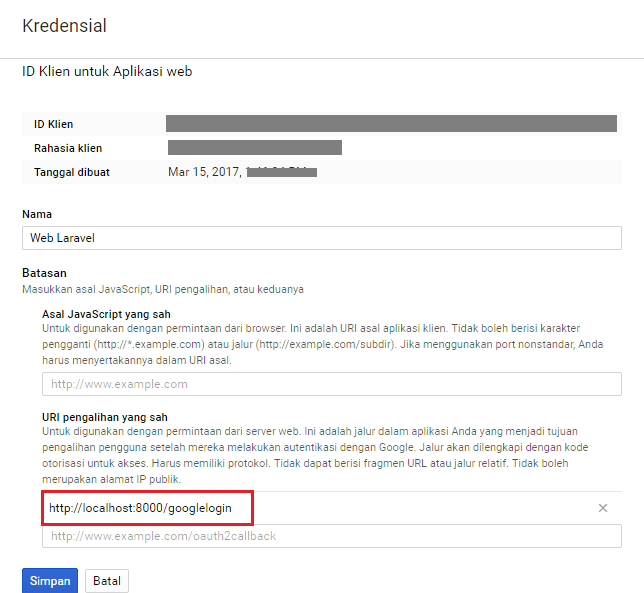 Kredensial
ID Klien untuk Aplikasi web
ID Klien
Rahasia klien
Tanggal dibuat Mar 15, 2017,
Nama
Web Laravel
Batasan
Masukkan asal JavaScript, URI pengalihan, atau keduanya
Asal JavaScript yang sah
Untuk digunakan dengan permintaan dari browser. Ini adalah URI asal aplikasi klien. Tidak boleh berisi karakter
pengganti (http://*.example.com) atau jalur (http://example.com/subdir). Jika menggunakan port nonstandar, Anda
harus menyertakannya dalam URI asal.
http://www.example.com
URI pengalihan yang sah
Untuk digunakan dengan permintaan dari server web. Ini adalah jalur dalam aplikasi Anda yang menjadi tujuan
pengalihan pengguna setelah mereka melakukan autentikasi dengan Google. Jalur akan dilengkapi dengan kode
otorisasi untuk akses. Harus memiliki protokol. Tidak dapat berisi fragmen URL atau jalur relatif. Tidak boleh
merupakan alamat IP publik.
http://localhost:8000/googlelogin
http://www.example.com/oauth2callback
Simpan Batal